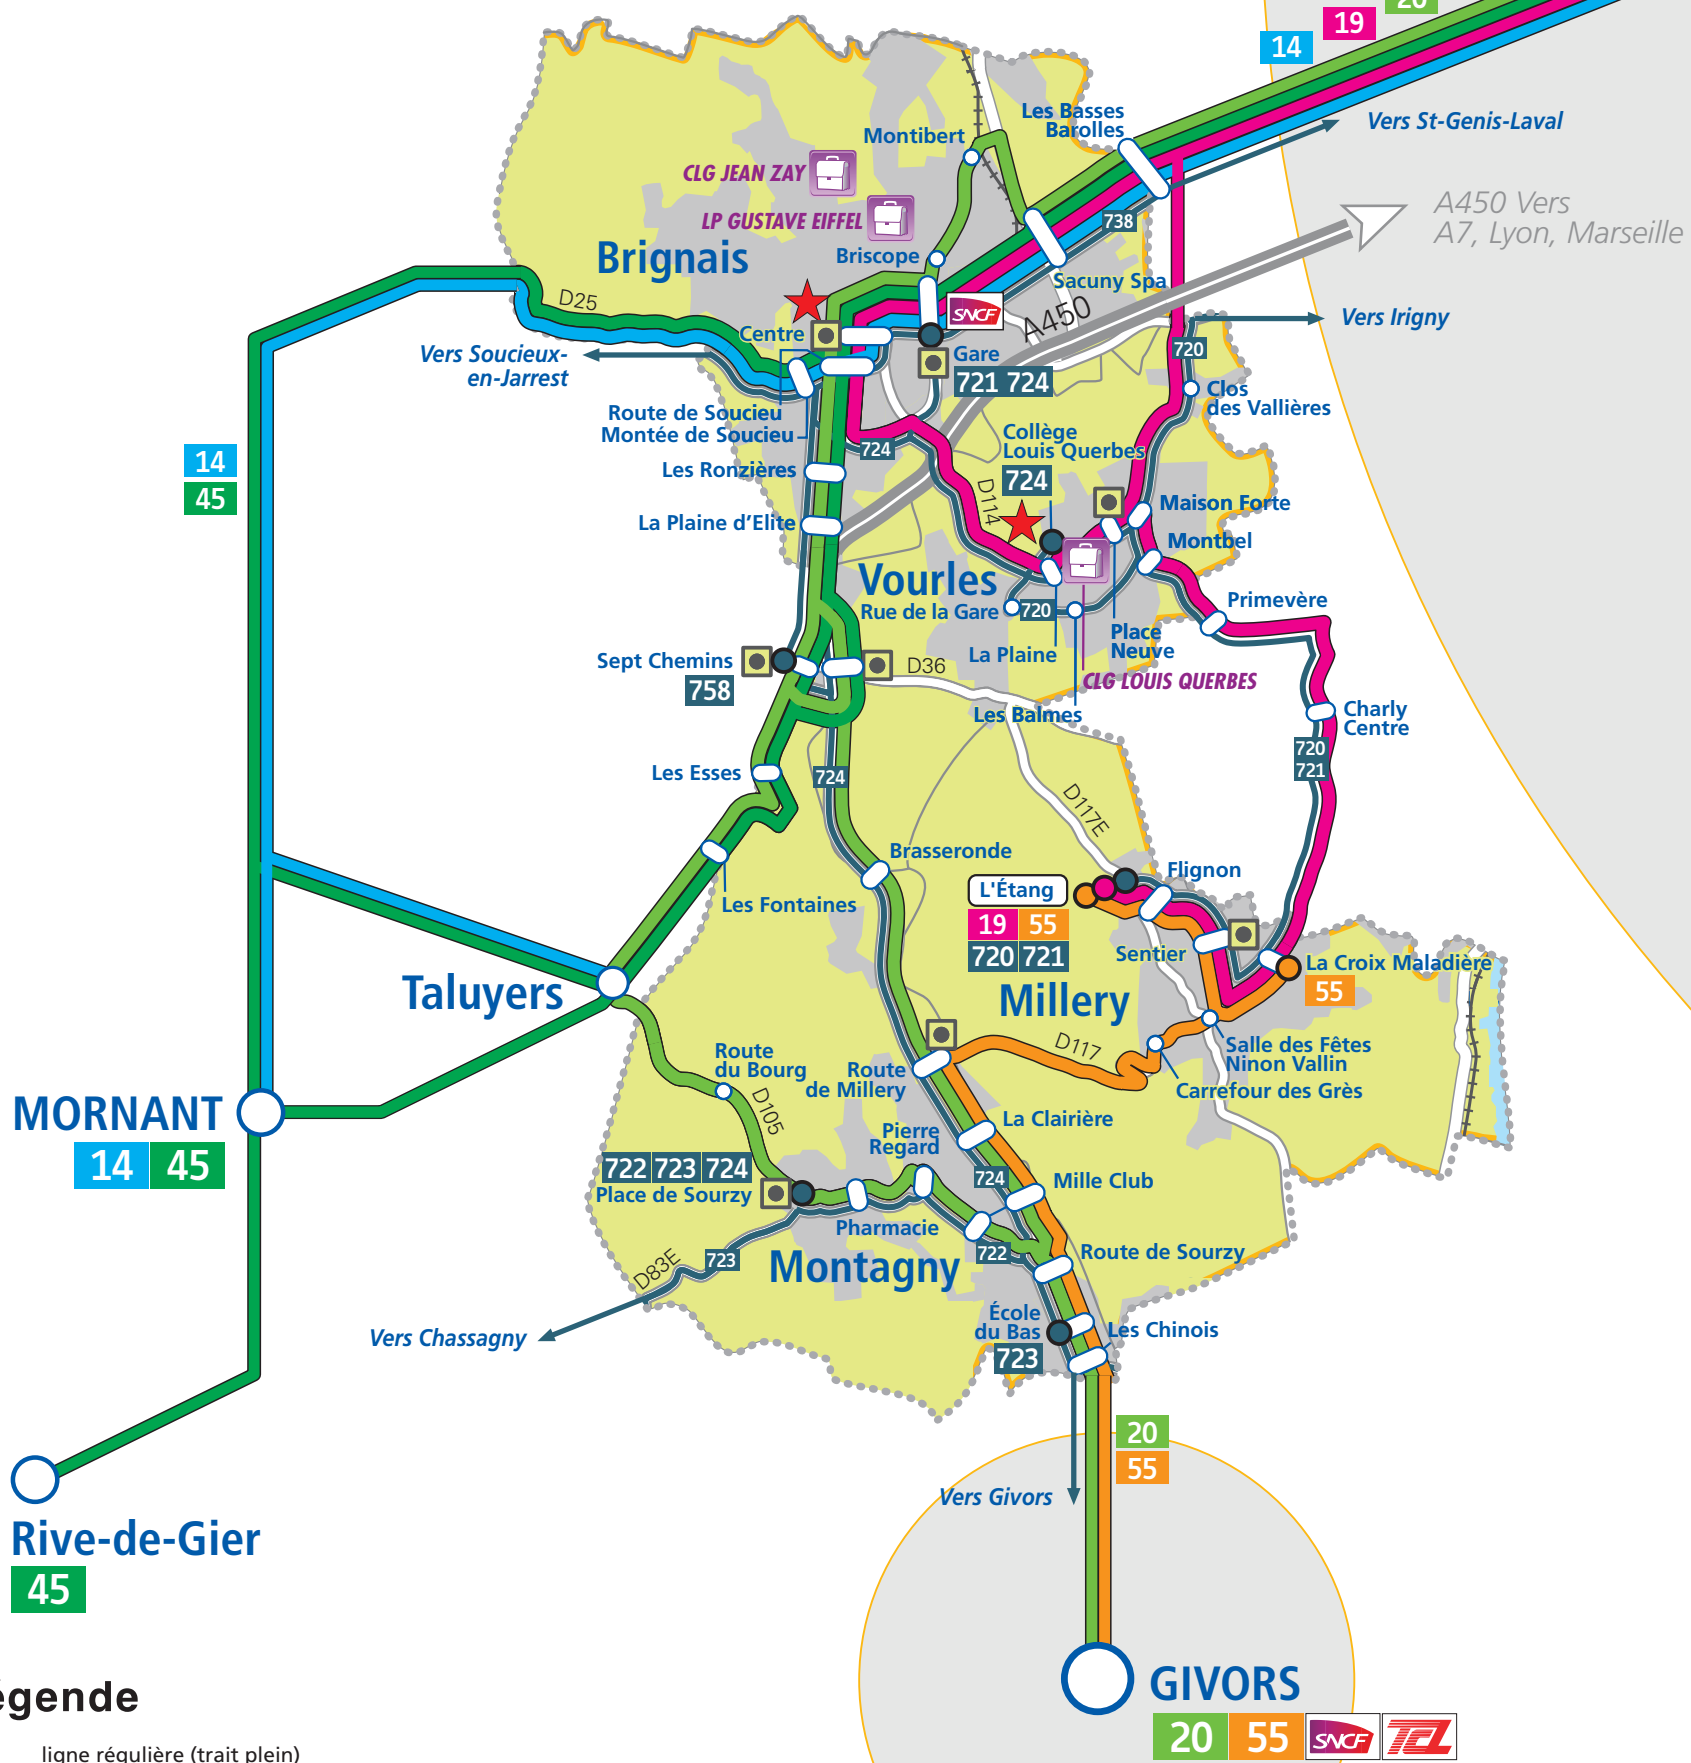 20
19
14
Les Basses
Barolles
Vers St-Genis-Laval
Montibert
CLG JEAN ZAY
LP GUSTAVE EIFFEL
738
A450 Vers
A7, Lyon, Marseille
Brignais
Briscope
Sacuny Spa
D25
SNCF
A450
Vers Irigny
Centre
Vers Soucieux-
en-Jarrest
Gare
721 724
720
Clos
des Vallières
Route de Soucieu
Montée de Soucieu
Collège
Louis Querbes
724
724
14
45
Les Ronzières
D114
Maison Forte
La Plaine d'Elite
Montbel
Vourles
Rue de la Gare
720
Primevère
Place
Neuve
La Plaine
Sept Chemins
758
D36
CLG LOUIS QUERBES
Les Balmes
Charly
Centre
720
721
Les Esses
724
D117E
Brasseronde
Flignon
L'Étang
19 55
720 721
Les Fontaines
Sentier
La Croix Maladière
55
Taluyers
Millery
D117
Salle des Fêtes
Ninon Vallin
Route
du Bourg
Route
de Millery
Carrefour des Grès
D105
MORNANT
14 45
La Clairière
Pierre
Regard
722 723 724
Place de Sourzy
724
Mille Club
Pharmacie
722
Route de Sourzy
D83E
723
Montagny
École
du Bas
723
Les Chinois
Vers Chassagny
20
55
Vers Givors
Rive-de-Gier
45
GIVORS
20 55 SNCF TCL
égende
ligne régulière (trait plein)